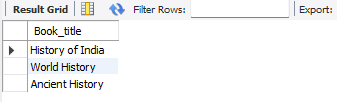 Result Grid Filter Rows: Export:
Book_title
History of India
World History
Ancient History